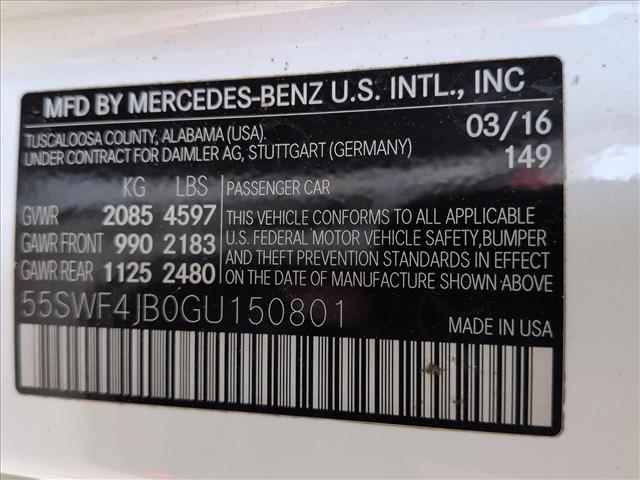 MFD BY MERCEDES-BENZ U.S. INTL., INC
TUSCALOOSA COUNTY, ALABAMA (USA). 03/16
UNDER CONTRACT FOR DAIMLER AG, STUTTGART (GERMANY) 149
KG LBS PASSENGER CAR
GVWR 2085 4597
GAWR FRONT 990 2183
GAWR REAR 1125 2480
THIS VEHICLE CONFORMS TO ALL APPLICABLE
U.S. FEDERAL MOTOR VEHICLE SAFETY,BUMPER
AND THEFT PREVENTION STANDARDS IN EFFECT
ON THE DATE OF MANUFACTURE SHOWN ABOVE.
55SWF4JB0GU150801
MADE IN USA